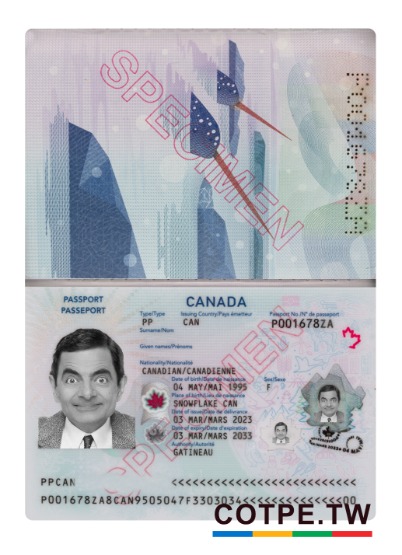 SPECIMEN
P001678ZA
PASSPORT
PASSEPORT
CANADA
Type/Type
Issuing Country/Pays émetteur
Passport No./N° de passeport
PP
CAN
P001678ZA
Surname/Nom
Given names/Prénoms
Nationality/Nationalité
CANADIAN/CANADIENNE
Date of birth/Date de naissance
Sex/Sexe
04 MAY/MAI 1995
F
Place of birth/Lieu de naissance
SNOWFLAKE CAN
Date of issue/Date de délivrance
03 MAR/MARS 2023
Date of expiry/Date d'expiration
03 MAR/MARS 2033
Authority/Autorité
GATINEAU
SPECIMEN
PPCAN <<<<<<<<<<<<<<<<<<<<<<<<<<<<
P001678ZA8CAN9505047F3303034<<<<<<<<<<<<<<00
COTPE.TW